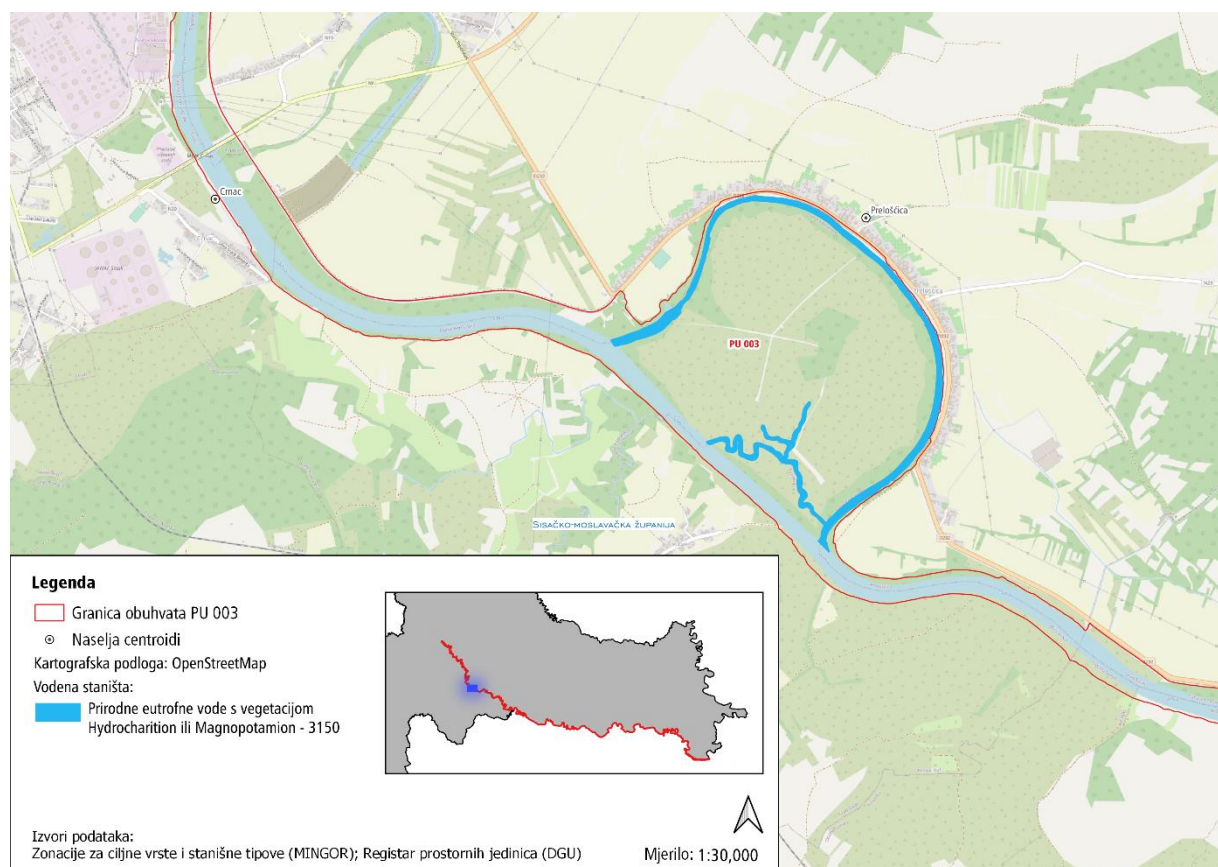 Crnac
Prelošćica
Prelošćica
PU 003
SISAČKO-MOSLAVAČKA ŽUPANIJA
Legenda
Granica obuhvata PU 003
Naselja centroidi
Kartografska podloga: OpenStreetMap
Vodena staništa:
Prirodne eutrofne vode s vegetacijom
Hydrocharition ili Magnopotamion - 3150
Izvori podataka:
Zonacije za ciljne vrste i stanišne tipove (MINGOR); Registar prostornih jedinica (DGU)
Mjerilo: 1:30,000